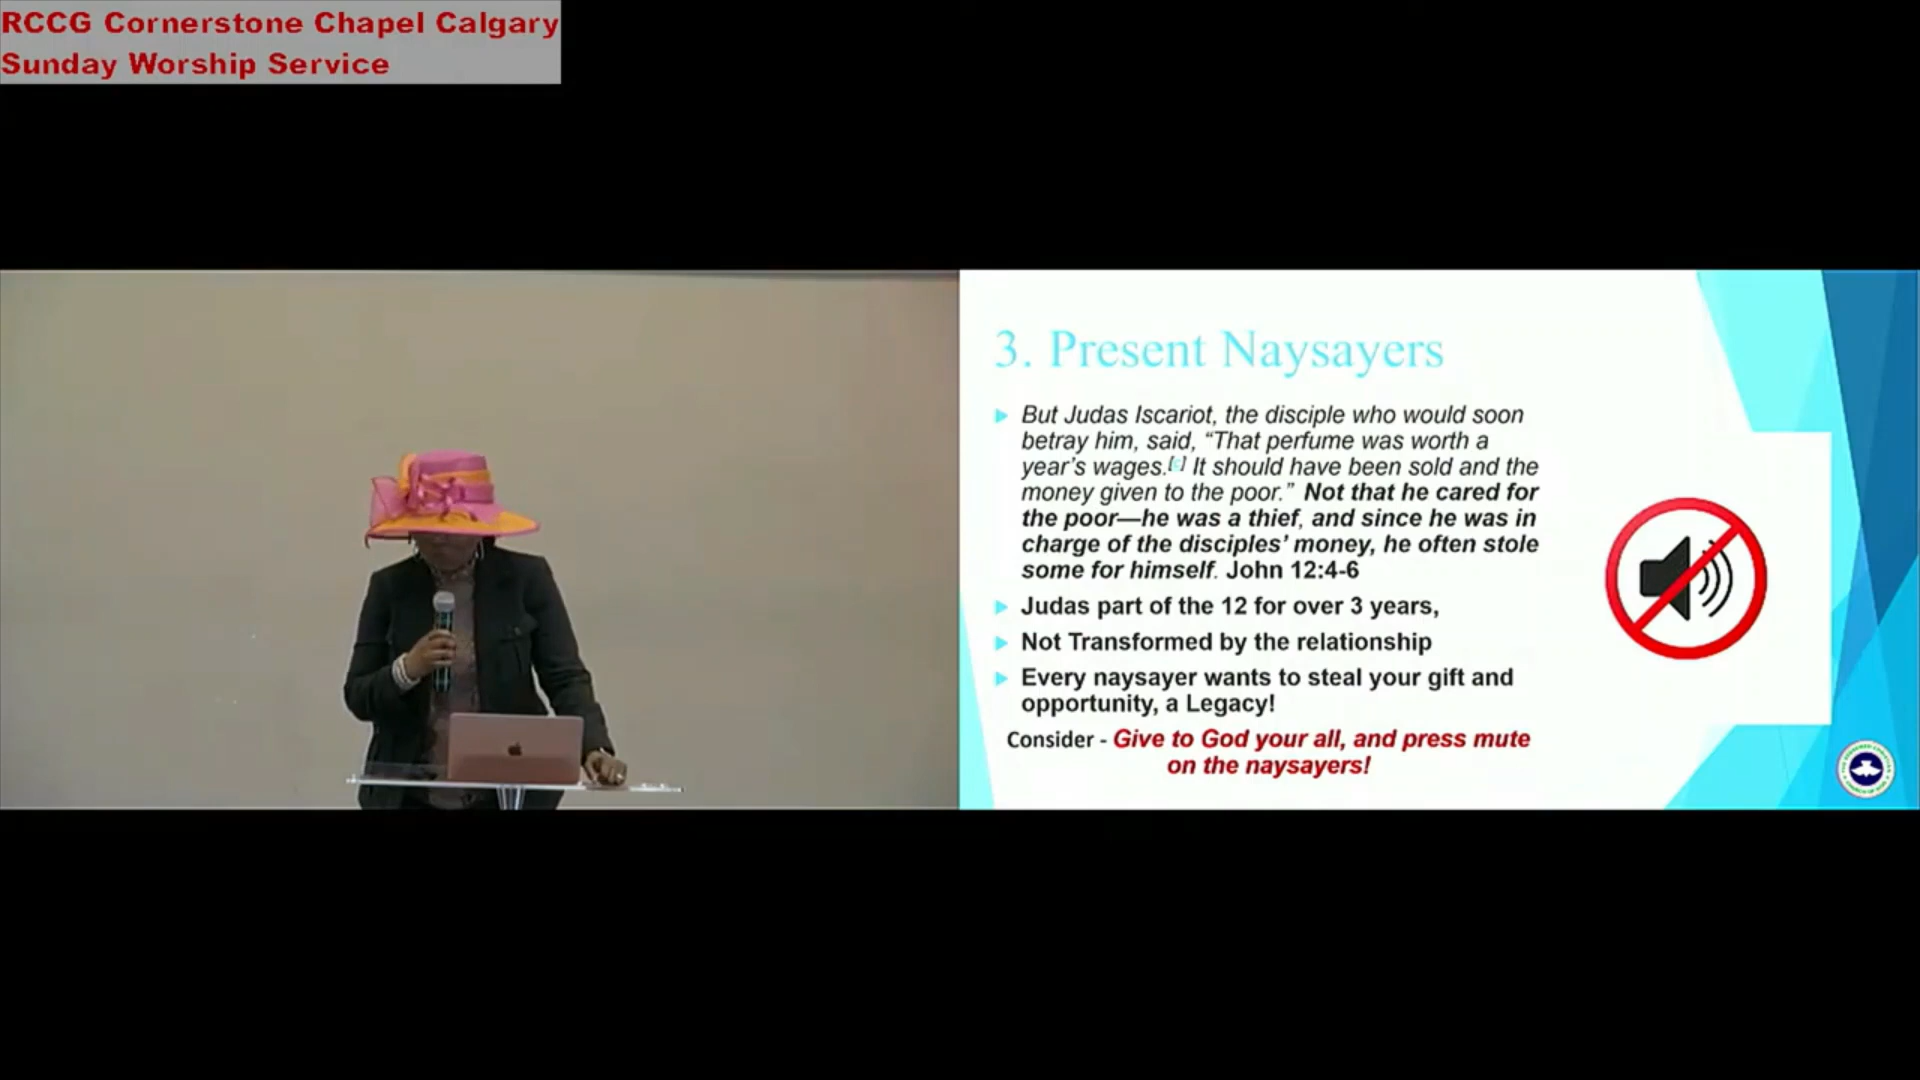 RCCG Cornerstone Chapel Calgary
Sunday Worship Service
3. Present Naysayers
But Judas Iscariot, the disciple who would soon
betray him, said, “That perfume was worth a
year’s wages.[c] It should have been sold and the
money given to the poor.” Not that he cared for
the poor—he was a thief, and since he was in
charge of the disciples’ money, he often stole
some for himself. John 12:4-6
Judas part of the 12 for over 3 years,
Not Transformed by the relationship
Every naysayer wants to steal your gift and
opportunity, a Legacy!
Consider - Give to God your all, and press mute
on the naysayers!